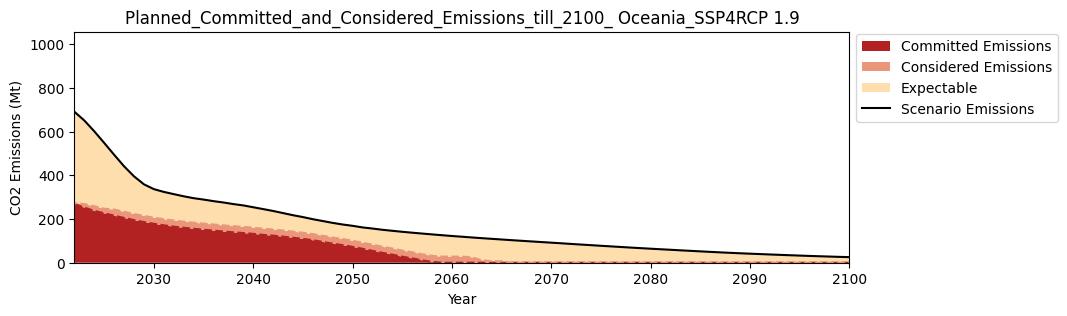 Planned_Committed_and_Considered_Emissions_till_2100_ Oceania_SSP4RCP 1.9
1000
800
600
400
200
0
CO2 Emissions (Mt)
2030 2040 2050 2060 2070 2080 2090 2100
Year
Committed Emissions
Considered Emissions
Expectable
Scenario Emissions